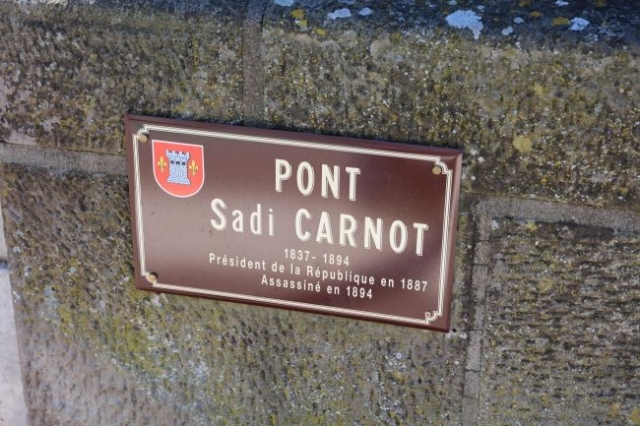 PONT
Sadi CARNOT
1837- 1894
Président de la République en 1887
Assassiné en 1894